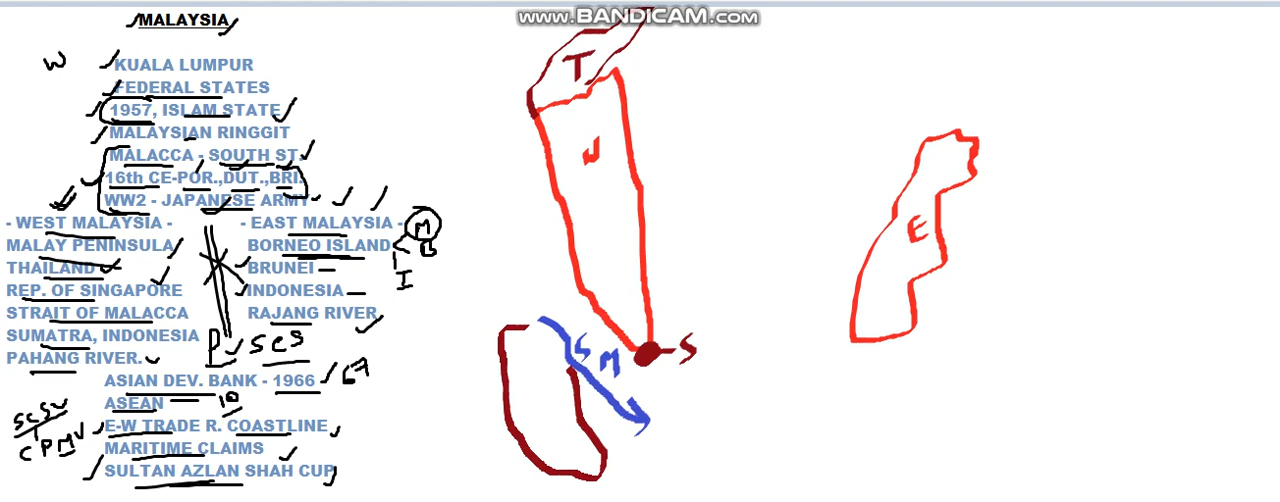 www.BANDICAM.com
MALAYSIA
W
KUALA LUMPUR
FEDERAL STATES
1957, ISLAM STATE
MALAYSIAN RINGGIT
MALACCA - SOUTH ST.
16th CE-POR.,DUT.,BRI.
WW2 - JAPANESE ARMY
- WEST MALAYSIA -
MALAY PENINSULA
THAILAND
REP. OF SINGAPORE
STRAIT OF MALACCA
SUMATRA, INDONESIA
PAHANG RIVER.
- EAST MALAYSIA -
BORNEO ISLAND
BRUNEI
INDONESIA
RAJANG RIVER
M
B
I
P SCS
ASIAN DEV. BANK - 1966
67
ASEAN 10
E-W TRADE R. COASTLINE
MARITIME CLAIMS
SULTAN AZLAN SHAH CUP
C P M V
T
S
S M
E